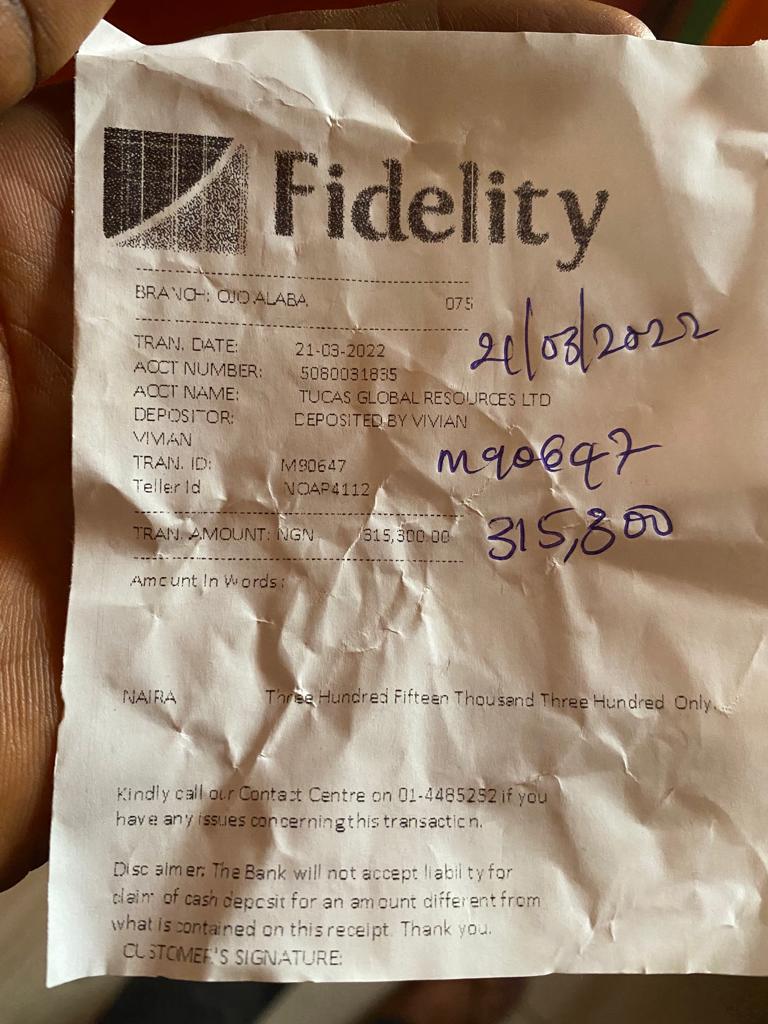 Fidelity
BRANCH: OJO ALABA 075
21/03/2022
TRAN. DATE: 21-03-2022
ACCT NUMBER: 5080031835
ACCT NAME: TUCAS GLOBAL RESOURCES LTD
DEPOSITOR: DEPOSITED BY VIVIAN
VIVIAN
TRAN. ID: M90647
M90647
Teller Id NOAP4112
TRAN. AMOUNT: NGN 315,300.00
315,300
Amount In Words:
NAIRA Three Hundred Fifteen Thousand Three Hundred Only.
Kindly call our Contact Centre on 01-4485252 if you
have any issues concerning this transaction.
Disclaimer: The Bank will not accept liability for
claim of cash deposit for an amount different from
what is contained on this receipt. Thank you.
CUSTOMER'S SIGNATURE: